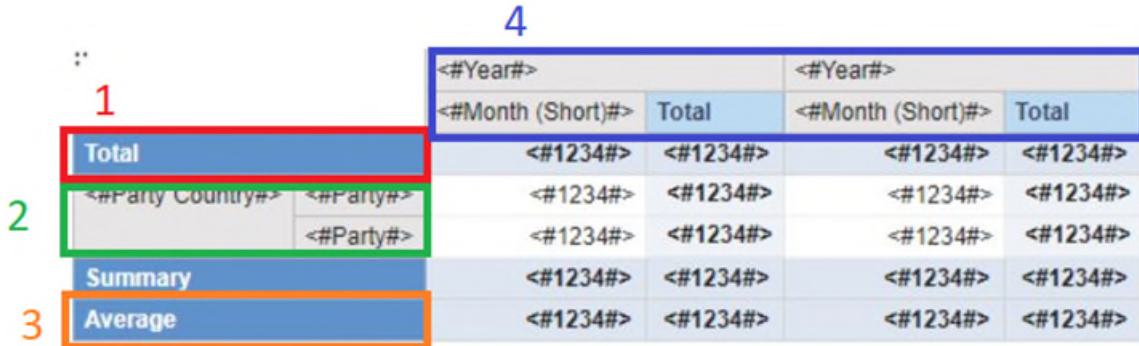 4
<#Year#> <#Year#>
1
<#Month (Short)#> Total <#Month (Short)#> Total
Total <#1234#> <#1234#> <#1234#> <#1234#>
2
<#Party Country#> <#Party#> <#1234#> <#1234#> <#1234#> <#1234#>
<#Party#> <#1234#> <#1234#> <#1234#> <#1234#>
Summary <#1234#> <#1234#> <#1234#> <#1234#>
3 Average <#1234#> <#1234#> <#1234#> <#1234#>